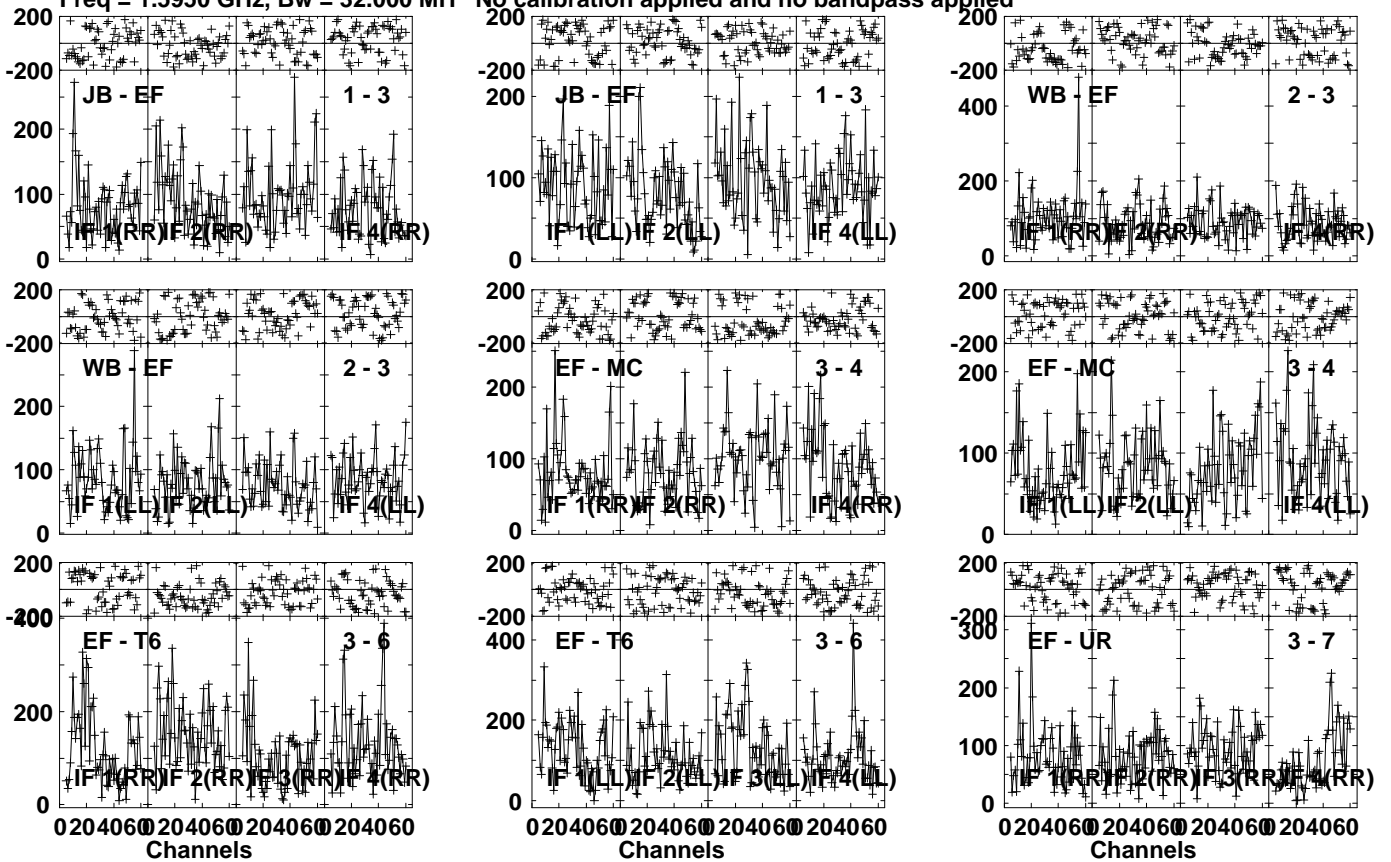 Freq = 1.5950 GHz, Bw = 32.000 MH No calibration applied and no bandpass applied
200
-200
JB - EF 1 - 3
200
100
0
IF 1(RR) IF 2(RR) IF 4(RR)
200
-200
JB - EF 1 - 3
200
100
0
IF 1(LL) IF 2(LL) IF 4(LL)
200
-200
WB - EF 2 - 3
400
200
0
IF 1(RR) IF 2(RR) IF 4(RR)
200
-200
WB - EF 2 - 3
200
100
0
IF 1(LL) IF 2(LL) IF 4(LL)
200
-200
EF - MC 3 - 4
200
100
0
IF 1(RR) IF 2(RR) IF 4(RR)
200
-200
EF - MC 3 - 4
200
100
0
IF 1(LL) IF 2(LL) IF 4(LL)
200
-200
400
EF - T6 3 - 6
200
0
IF 1(RR) IF 2(RR) IF 3(RR) IF 4(RR)
0 20 40 60 0 20 40 60 0 20 40 60 0 20 40 60
Channels
200
-200
EF - T6 3 - 6
400
200
0
IF 1(LL) IF 2(LL) IF 3(LL) IF 4(LL)
0 20 40 60 0 20 40 60 0 20 40 60 0 20 40 60
Channels
200
-200
EF - UR 3 - 7
300
200
100
0
IF 1(RR) IF 2(RR) IF 3(RR) IF 4(RR)
0 20 40 60 0 20 40 60 0 20 40 60 0 20 40 60
Channels